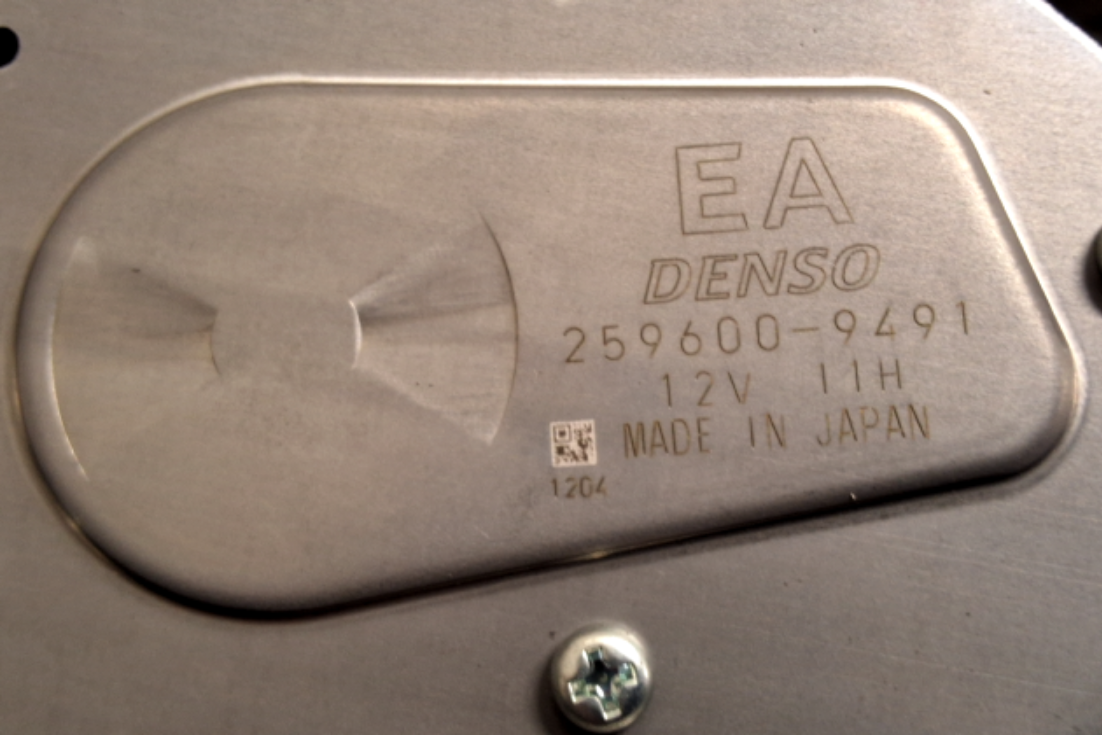 EA
DENSO
259600-9491
12V 11H
MADE IN JAPAN
1204